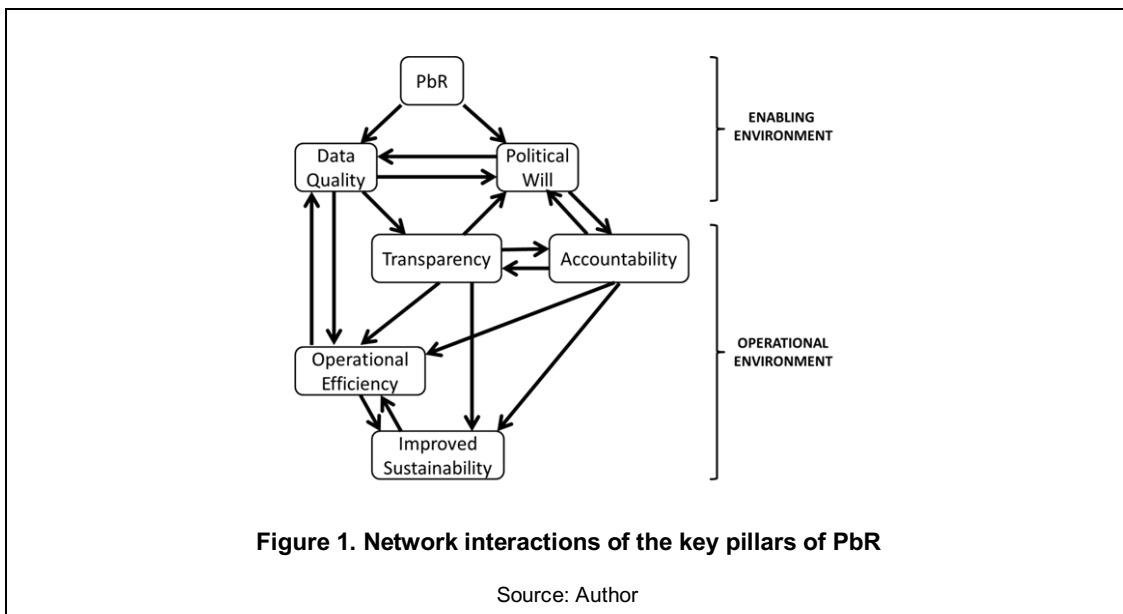 PbR
ENABLING
ENVIRONMENT
Data
Quality
Political
Will
Transparency
Accountability
OPERATIONAL
ENVIRONMENT
Operational
Efficiency
Improved
Sustainability
Figure 1. Network interactions of the key pillars of PbR
Source: Author